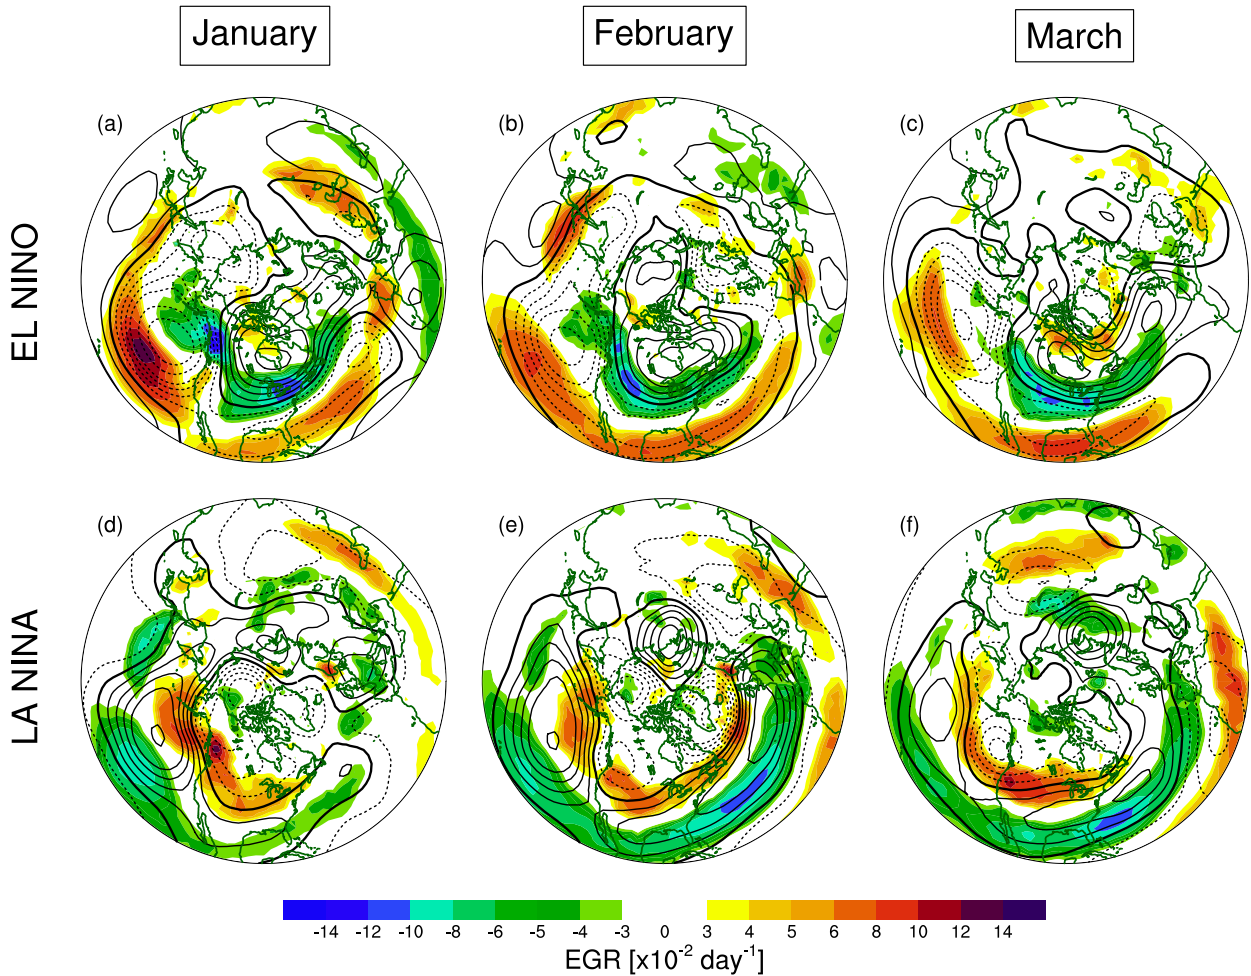 January February March
(a) (b) (c)
EL NINO
(d) (e) (f)
LA NINA
-14 -12 -10 -8 -6 -4 -3 0 3 4 5 6 8 10 12 14
EGR [x10⁻² day⁻¹]